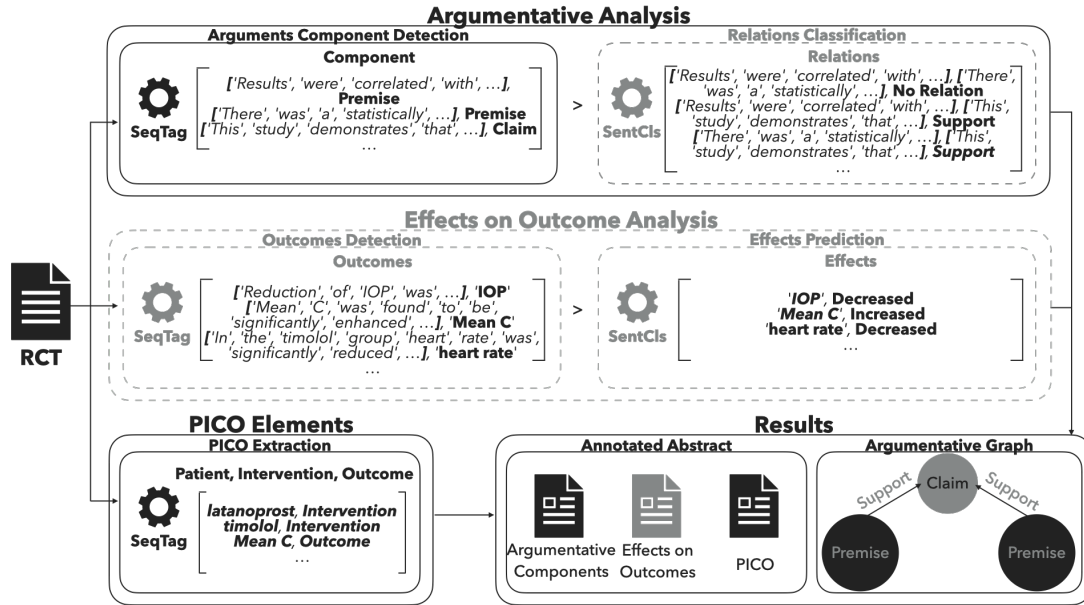 Argumentative Analysis
Arguments Component Detection
Component
SeqTag
['Results', 'were', 'correlated', 'with', ...],
Premise
['There', 'was', 'a', 'statistically', ...], Premise
['This', 'study', 'demonstrates', 'that', ...], Claim
...
>
Relations Classification
Relations
SentCls
['Results', 'were', 'correlated', 'with', ...], ['There',
'was', 'a', 'statistically', ...], No Relation
['Results', 'were', 'correlated', 'with', ...], ['This',
'study', 'demonstrates', 'that', ...], Support
['There', 'was', 'a', 'statistically', ...], ['This',
'study', 'demonstrates', 'that', ...], Support
...
RCT
Effects on Outcome Analysis
Outcomes Detection
Outcomes
SeqTag
['Reduction', 'of', 'IOP', 'was', ...], 'IOP'
['Mean', 'C', 'was', 'found', 'to', 'be',
'significantly', 'enhanced', ...], 'Mean C'
['In', 'the', 'timolol', 'group', 'heart', 'rate', 'was',
'significantly', 'reduced', ...], 'heart rate'
...
>
Effects Prediction
Effects
SentCls
'IOP', Decreased
'Mean C', Increased
'heart rate', Decreased
...
PICO Elements
PICO Extraction
Patient, Intervention, Outcome
SeqTag
latanoprost, Intervention
timolol, Intervention
Mean C, Outcome
...
Results
Annotated Abstract
Argumentative
Components
Effects on
Outcomes
PICO
Argumentative Graph
Claim
Support
Support
Premise
Premise